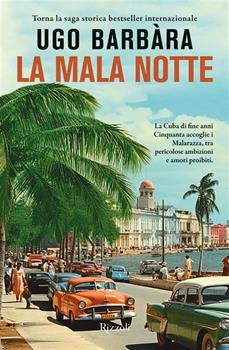 Torna la saga storica bestseller internazionale
UGO BARBÀRA
LA MALA NOTTE
La Cuba di fine anni
Cinquanta accoglie i
Malarazza, tra
pericolose ambizioni
e amori proibiti.
Rizzoli